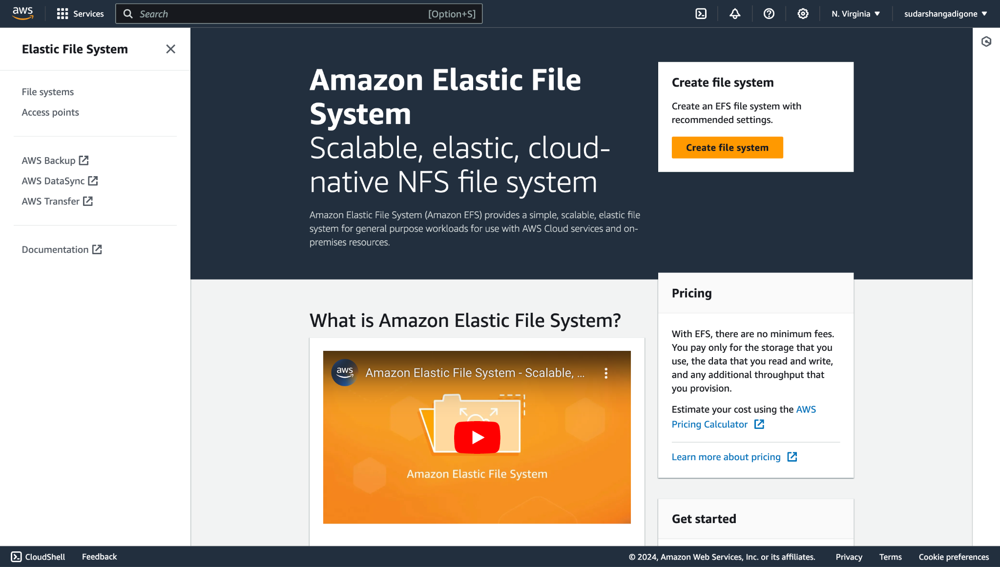 aws
Services
Search
[Option+S]
N. Virginia
sudarshangadigone
Elastic File System
File systems
Access points
AWS Backup
AWS DataSync
AWS Transfer
Documentation
Amazon Elastic File
System
Scalable, elastic, cloud-
native NFS file system
Amazon Elastic File System (Amazon EFS) provides a simple, scalable, elastic file
system for general purpose workloads for use with AWS Cloud services and on-
premises resources.
Create file system
Create an EFS file system with
recommended settings.
Create file system
What is Amazon Elastic File System?
aws
Amazon Elastic File System - Scalable, ...
Amazon Elastic File System
Pricing
With EFS, there are no minimum fees.
You pay only for the storage that you
use, the data that you read and write,
and any additional throughput that
you provision.
Estimate your cost using the AWS
Pricing Calculator
Learn more about pricing
Get started
CloudShell
Feedback
© 2024, Amazon Web Services, Inc. or its affiliates.
Privacy
Terms
Cookie preferences